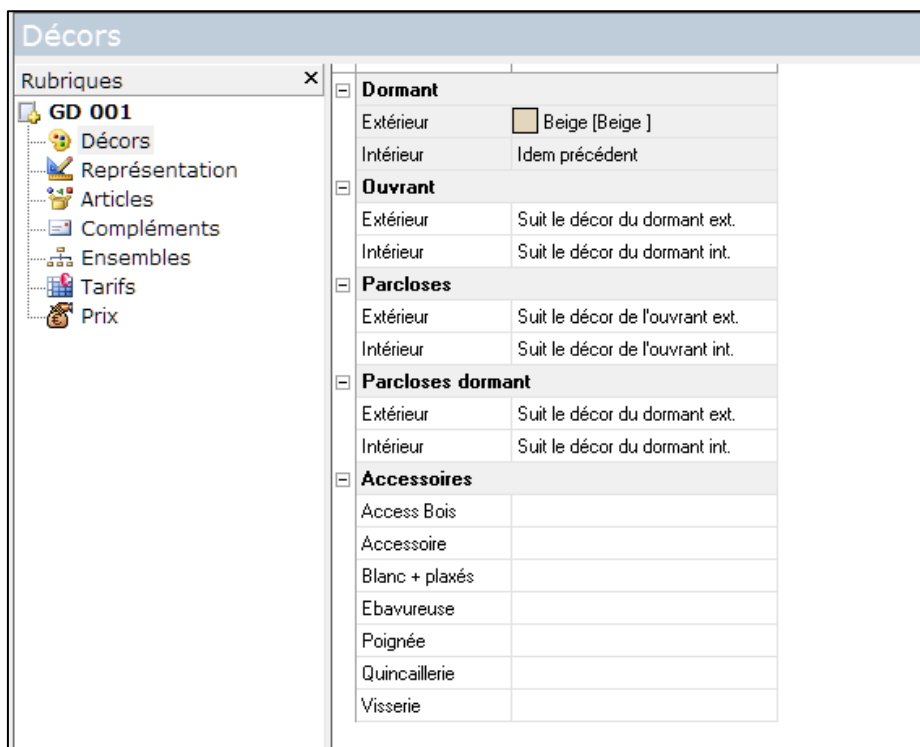 Décors
Rubriques
GD 001
Décors
Représentation
Articles
Compléments
Ensembles
Tarifs
Prix
Dormant
Extérieur Beige [Beige ]
Intérieur Idem précédent
Ouvrant
Extérieur Suit le décor du dormant ext.
Intérieur Suit le décor du dormant int.
Parcloses
Extérieur Suit le décor de l'ouvrant ext.
Intérieur Suit le décor de l'ouvrant int.
Parcloses dormant
Extérieur Suit le décor du dormant ext.
Intérieur Suit le décor du dormant int.
Accessoires
Access Bois
Accessoire
Blanc + plaxés
Ebavureuse
Poignée
Quincaillerie
Visserie